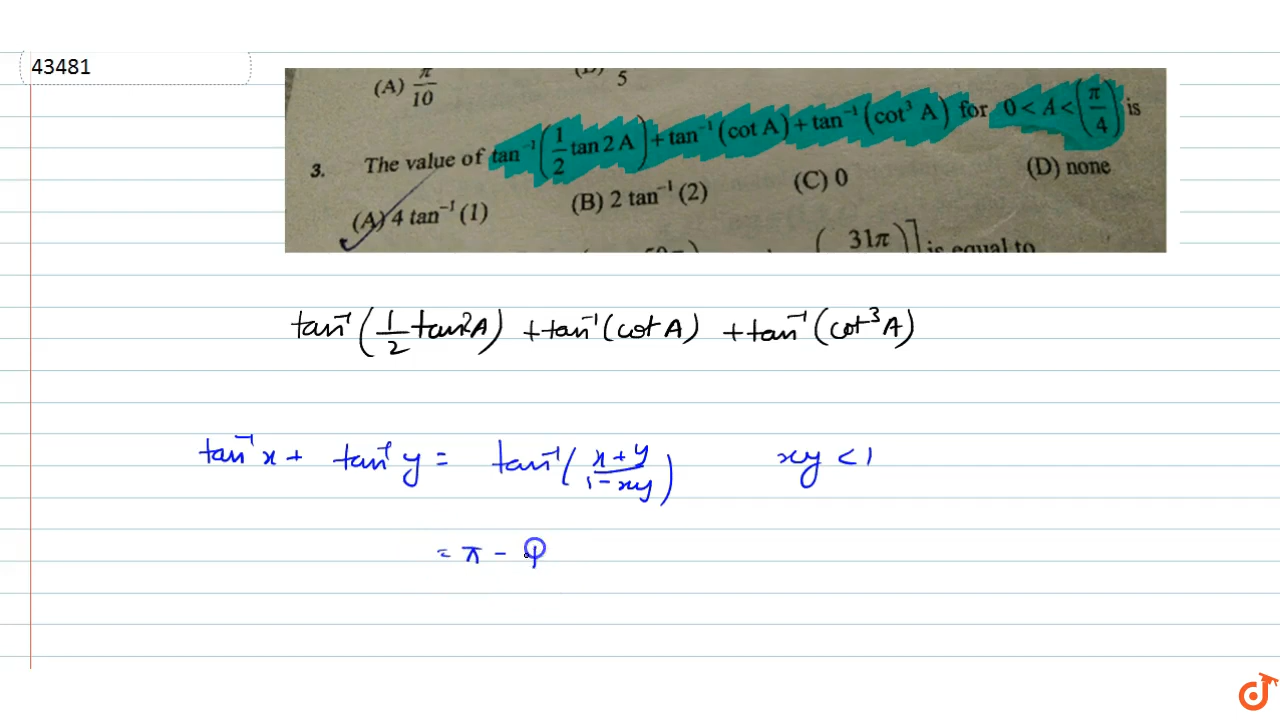 43481
(A) π/10 5
3. The value of tan⁻¹(1/2 tan 2A) + tan⁻¹(cot A) + tan⁻¹(cot³ A) for 0 < A < (π/4) is
(A) 4 tan⁻¹(1) (B) 2 tan⁻¹(2) (C) 0 (D) none
(31π)] is equal to
tan⁻¹(1/2 tan2A) + tan⁻¹(cot A) + tan⁻¹(cot³A)
tan⁻¹x + tan⁻¹y = tan⁻¹(x+y/1-xy) xy < 1
= π -